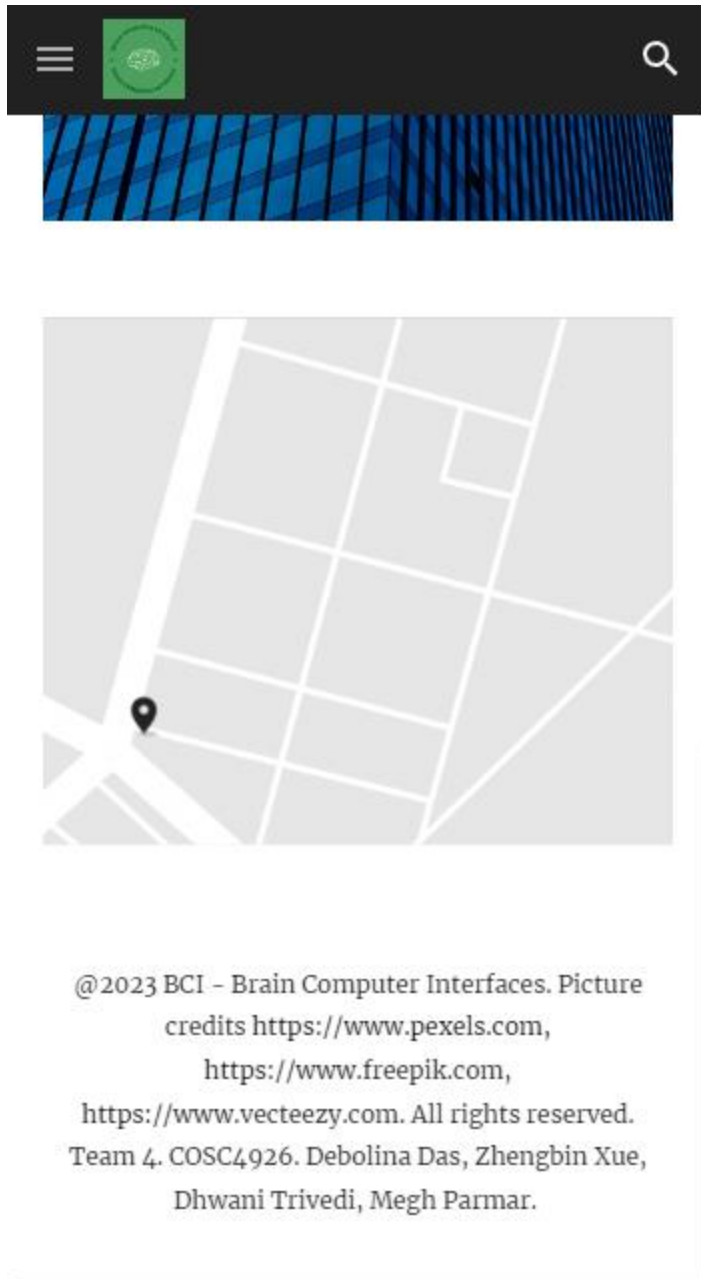 @2023 BCI - Brain Computer Interfaces. Picture
credits https://www.pexels.com,
https://www.freepik.com,
https://www.vecteezy.com. All rights reserved.
Team 4. COSC4926. Debolina Das, Zhengbin Xue,
Dhwani Trivedi, Megh Parmar.